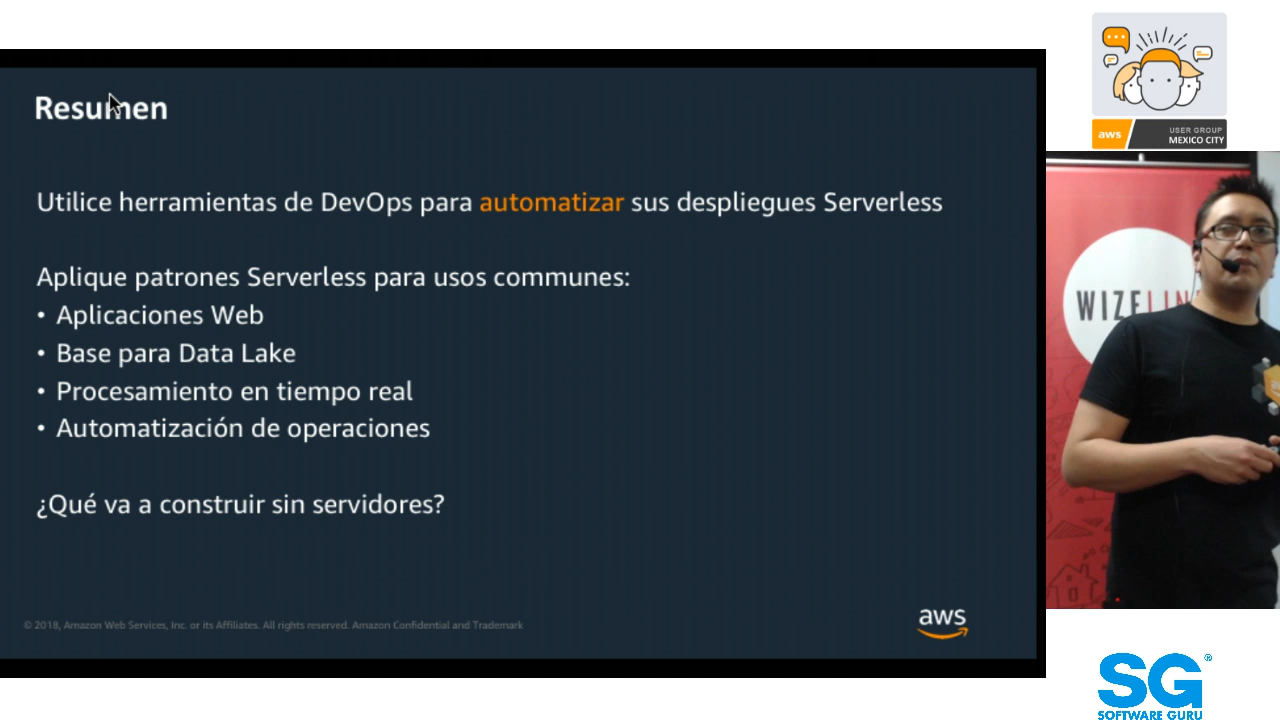 Resumen
Utilice herramientas de DevOps para automatizar sus despliegues Serverless
Aplique patrones Serverless para usos communes:
• Aplicaciones Web
• Base para Data Lake
• Procesamiento en tiempo real
• Automatización de operaciones
¿Qué va a construir sin servidores?
© 2018, Amazon Web Services, Inc. or its Affiliates. All rights reserved. Amazon Confidential and Trademark
aws
aws
USER GROUP
MEXICO CITY
WIZELIN
SG®
SOFTWARE GURU